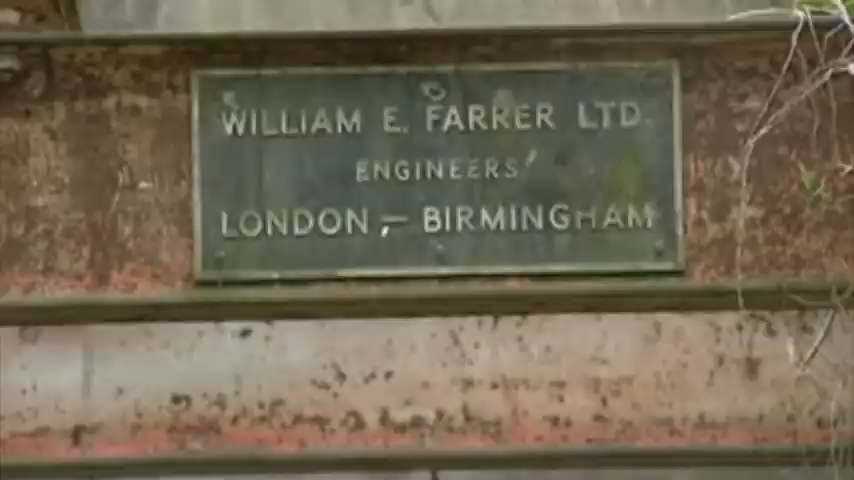 WILLIAM E. FARRER LTD.
ENGINEERS
LONDON, — BIRMINGHAM